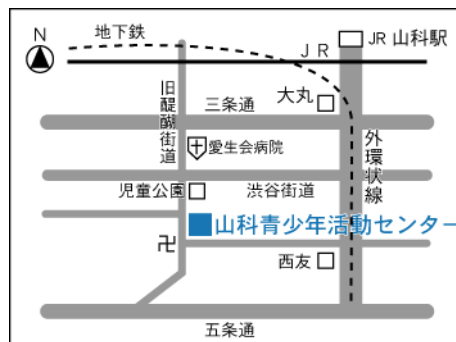 N
地下鉄
JR
JR 山科駅
旧醍醐街道
三条通
大丸
愛生会病院
外環状線
児童公園
渋谷街道
卍
山科青少年活動センター
西友
五条通